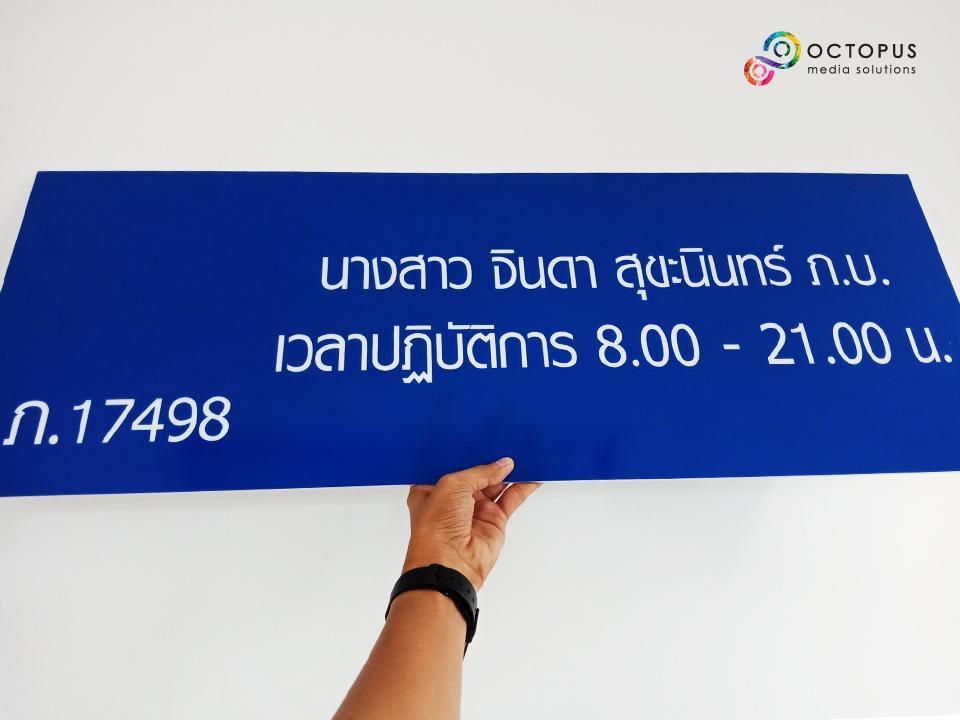 OCTOPUS
media solutions
นางสาว จินดา สุขะนินทร์ ภ.บ.
เวลาปฏิบัติการ 8.00 - 21.00 น.
ภ.17498